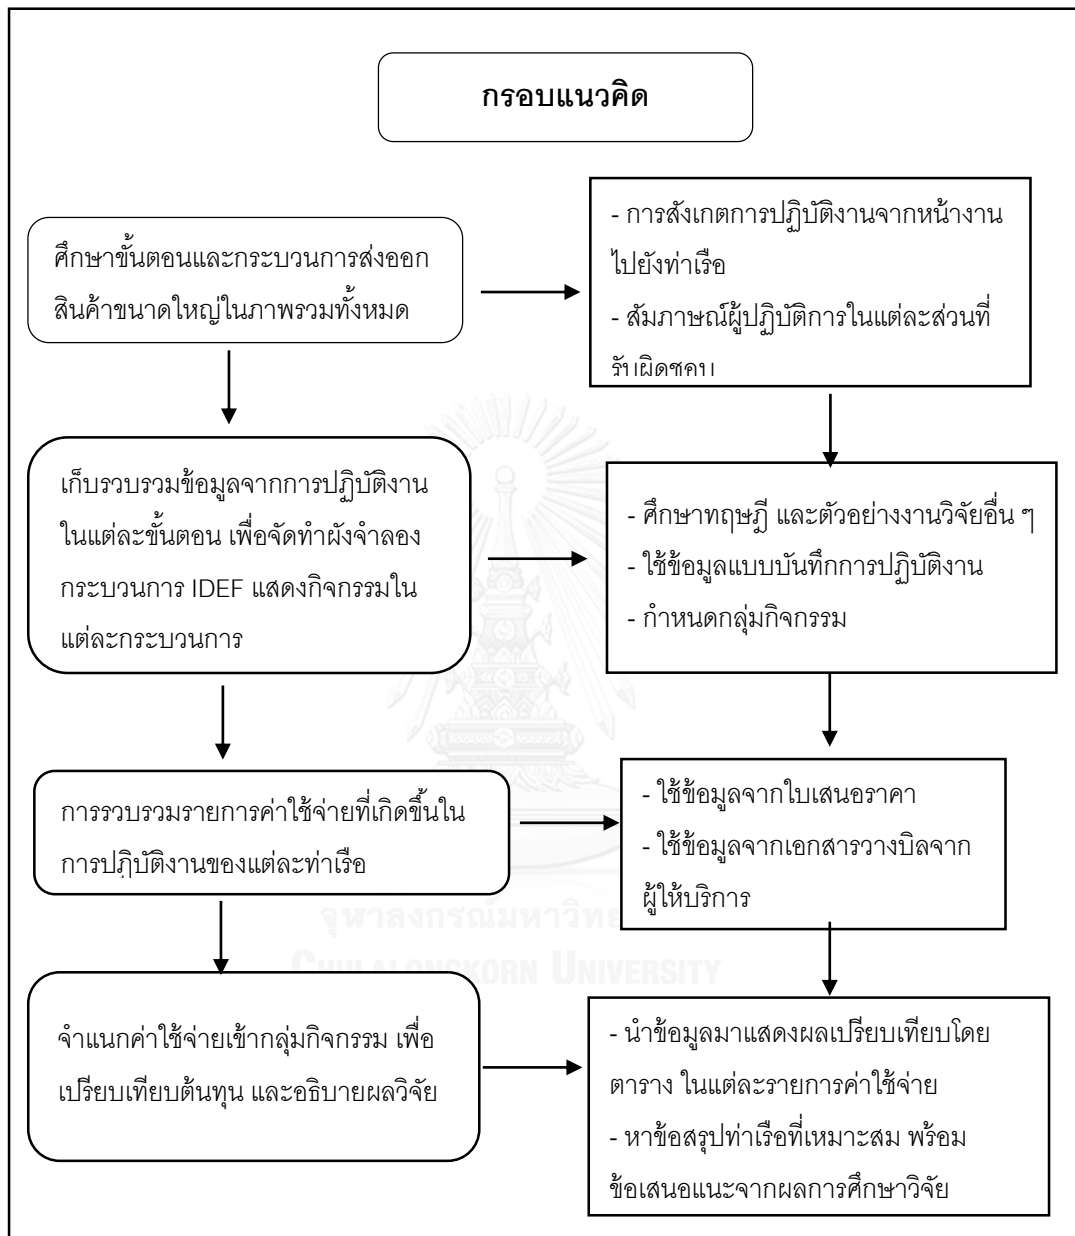 กรอบแนวคิด
ศึกษาขั้นตอนและกระบวนการส่งออก
สินค้าขนาดใหญ่ในภาพรวมทั้งหมด
- การสังเกตการปฏิบัติงานจากหน้างาน
ไปยังท่าเรือ
- สัมภาษณ์ผู้ปฏิบัติการในแต่ละส่วนที่
รับผิดชอบ
เก็บรวบรวมข้อมูลจากการปฏิบัติงาน
ในแต่ละขั้นตอน เพื่อจัดทำผังจำลอง
กระบวนการ IDEF แสดงกิจกรรมใน
แต่ละกระบวนการ
- ศึกษาทฤษฎี และตัวอย่างงานวิจัยอื่น ๆ
- ใช้ข้อมูลแบบบันทึกการปฏิบัติงาน
- กำหนดกลุ่มกิจกรรม
การรวบรวมรายการค่าใช้จ่ายที่เกิดขึ้นใน
การปฏิบัติงานของแต่ละท่าเรือ
- ใช้ข้อมูลจากใบเสนอราคา
- ใช้ข้อมูลจากเอกสารวางบิลจาก
ผู้ให้บริการ
จุฬาลงกรณ์มหาวิทย
CHULALONGKORN UNIVERSITY
จำแนกค่าใช้จ่ายเข้ากลุ่มกิจกรรม เพื่อ
เปรียบเทียบต้นทุน และอธิบายผลวิจัย
- นำข้อมูลมาแสดงผลเปรียบเทียบโดย
ตาราง ในแต่ละรายการค่าใช้จ่าย
- หาข้อสรุปท่าเรือที่เหมาะสม พร้อม
ข้อเสนอแนะจากผลการศึกษาวิจัย